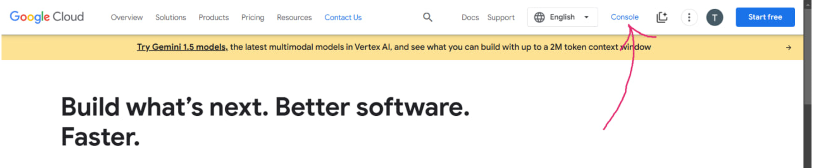 Google Cloud Overview Solutions Products Pricing Resources Contact Us Docs Support English Console T Start free
Try Gemini 1.5 models, the latest multimodal models in Vertex AI, and see what you can build with up to a 2M token context window →
Build what's next. Better software.
Faster.